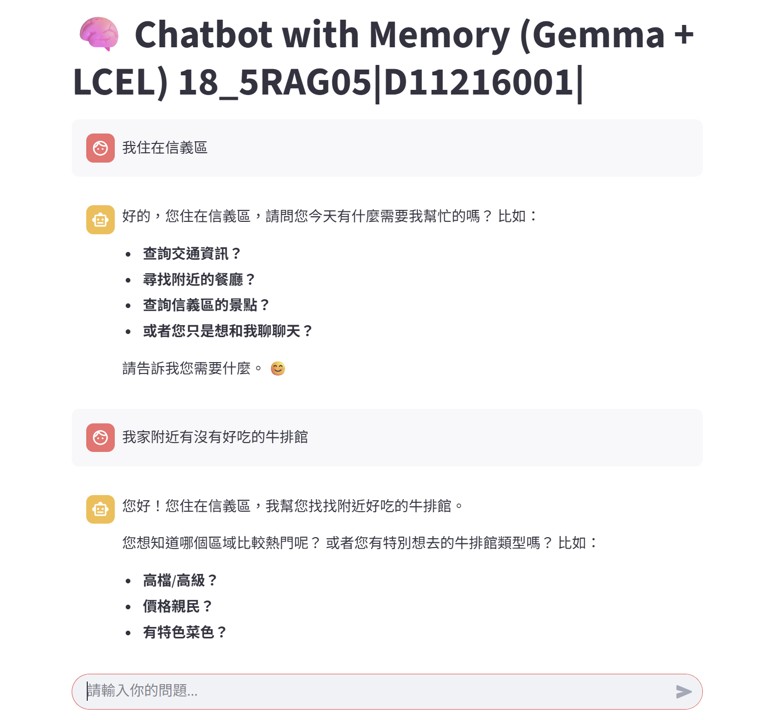 🧠 Chatbot with Memory (Gemma +
LCEL) 18_5RAG05|D11216001|
我住在信義區
好的，您住在信義區，請問您今天有什麼需要我幫忙的嗎？ 比如：
• 查詢交通資訊？
• 尋找附近的餐廳？
• 查詢信義區的景點？
• 或者您只是想和我聊聊天？
請告訴我您需要什麼。 😊
我家附近有沒有好吃的牛排館
您好！您住在信義區，我幫您找找附近好吃的牛排館。
您想知道哪個區域比較熱門呢？ 或者您有特別想去的牛排館類型嗎？ 比如：
• 高檔/高級？
• 價格親民？
• 有特色菜色？
請輸入你的問題...